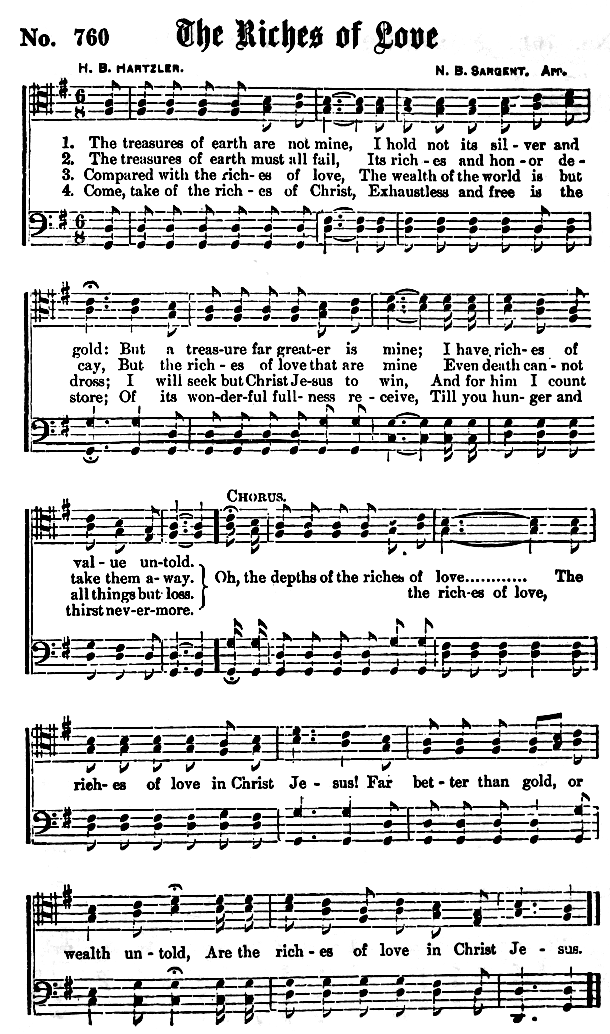 No. 760 The Riches of Love
H. B. HARTZLER. N. B. SARGENT. Arr.
1. The treasures of earth are not mine, I hold not its sil - ver and
2. The treasures of earth must all fail, Its rich - es and hon - or de -
3. Compared with the rich- es of love, The wealth of the world is but
4. Come, take of the rich - es of Christ, Exhaustless and free is the
gold: But a treas-ure far great-er is mine; I have rich- es of
cay, But the rich - es of love that are mine Even death can - not
dross; I will seek but Christ Je-sus to win, And for him I count
store; Of its won-der-ful full- ness re - ceive, Till you hun - ger and
CHORUS.
val - ue un-told.
take them a- way. Oh, the depths of the riches of love............ The
all things but loss. the rich-es of love,
thirst nev-er-more.
rich- es of love in Christ Je - sus! Far bet - ter than gold, or
wealth un - told, Are the rich - es of love in Christ Je - sus.